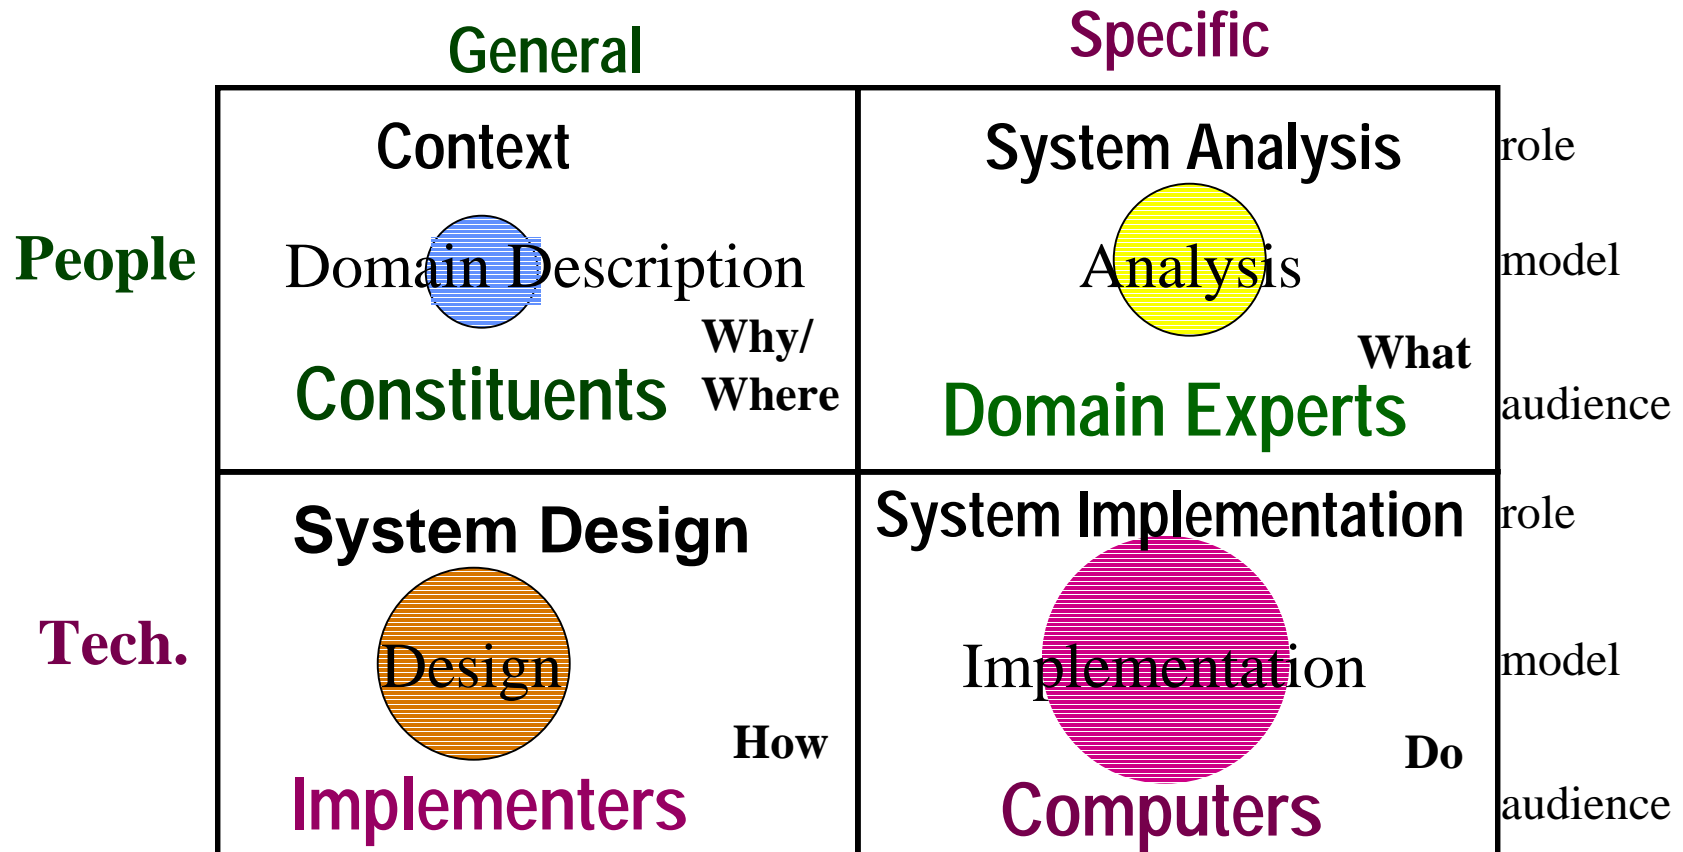 General
Specific
Context
System Analysis
role
People
Domain Description
Analysis
model
Why/
Where
What
Constituents
Domain Experts
audience
System Design
System Implementation
role
Tech.
Design
Implementation
model
How
Do
Implementers
Computers
audience